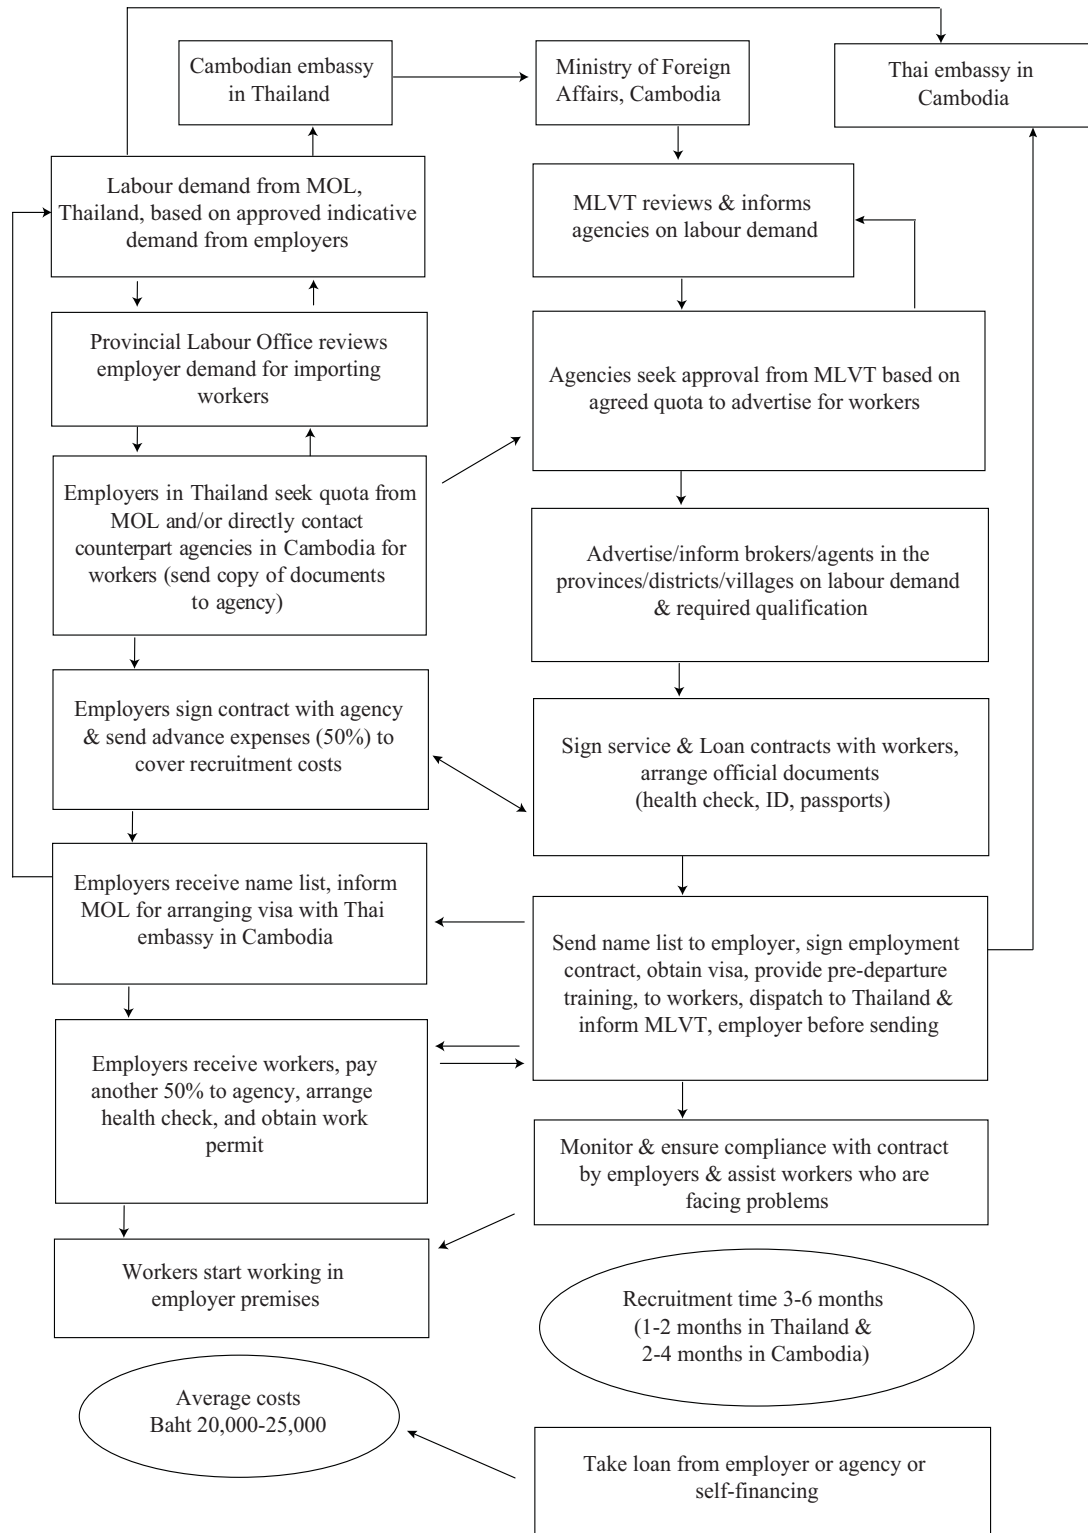 Cambodian embassy
in Thailand
Ministry of Foreign
Affairs, Cambodia
Thai embassy in
Cambodia
Labour demand from MOL,
Thailand, based on approved indicative
demand from employers
MLVT reviews & informs
agencies on labour demand
Provincial Labour Office reviews
employer demand for importing
workers
Agencies seek approval from MLVT based on
agreed quota to advertise for workers
Employers in Thailand seek quota from
MOL and/or directly contact
counterpart agencies in Cambodia for
workers (send copy of documents
to agency)
Advertise/inform brokers/agents in the
provinces/districts/villages on labour demand
& required qualification
Employers sign contract with agency
& send advance expenses (50%) to
cover recruitment costs
Sign service & Loan contracts with workers,
arrange official documents
(health check, ID, passports)
Employers receive name list, inform
MOL for arranging visa with Thai
embassy in Cambodia
Send name list to employer, sign employment
contract, obtain visa, provide pre-departure
training, to workers, dispatch to Thailand &
inform MLVT, employer before sending
Employers receive workers, pay
another 50% to agency, arrange
health check, and obtain work
permit
Monitor & ensure compliance with contract
by employers & assist workers who are
facing problems
Workers start working in
employer premises
Recruitment time 3-6 months
(1-2 months in Thailand &
2-4 months in Cambodia)
Average costs
Baht 20,000-25,000
Take loan from employer or agency or
self-financing